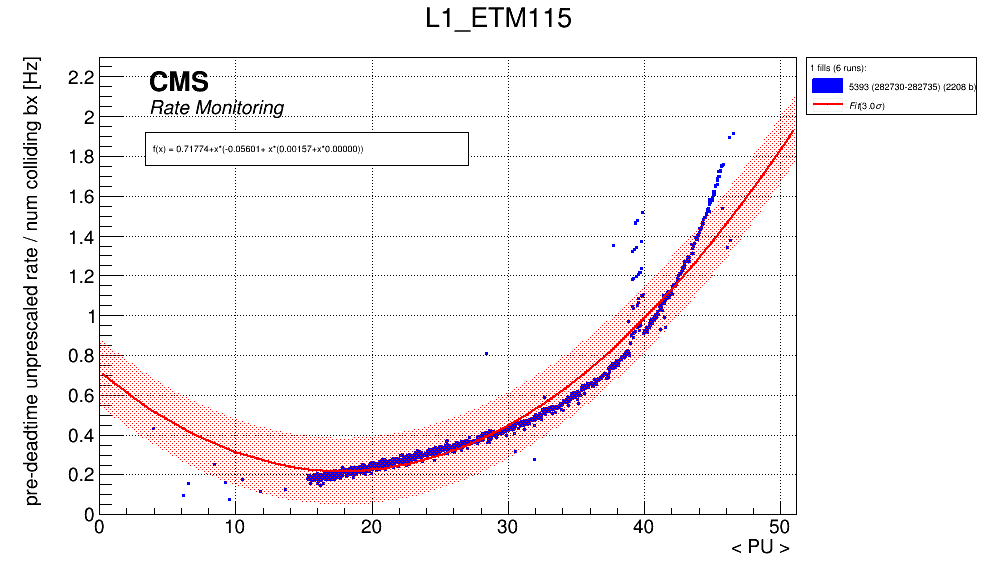 L1_ETM115
pre-deadtime unprescaled rate / num colliding bx [Hz]
2.2
2
1.8
1.6
1.4
1.2
1
0.8
0.6
0.4
0.2
0
CMS
Rate Monitoring
f(x) = 0.71774+x*(-0.05601+ x*(0.00157+x*0.00000))
0 10 20 30 40 50
< PU >
1 fills (6 runs):
5393 (282730-282735) (2208 b)
Fit(3.0σ)